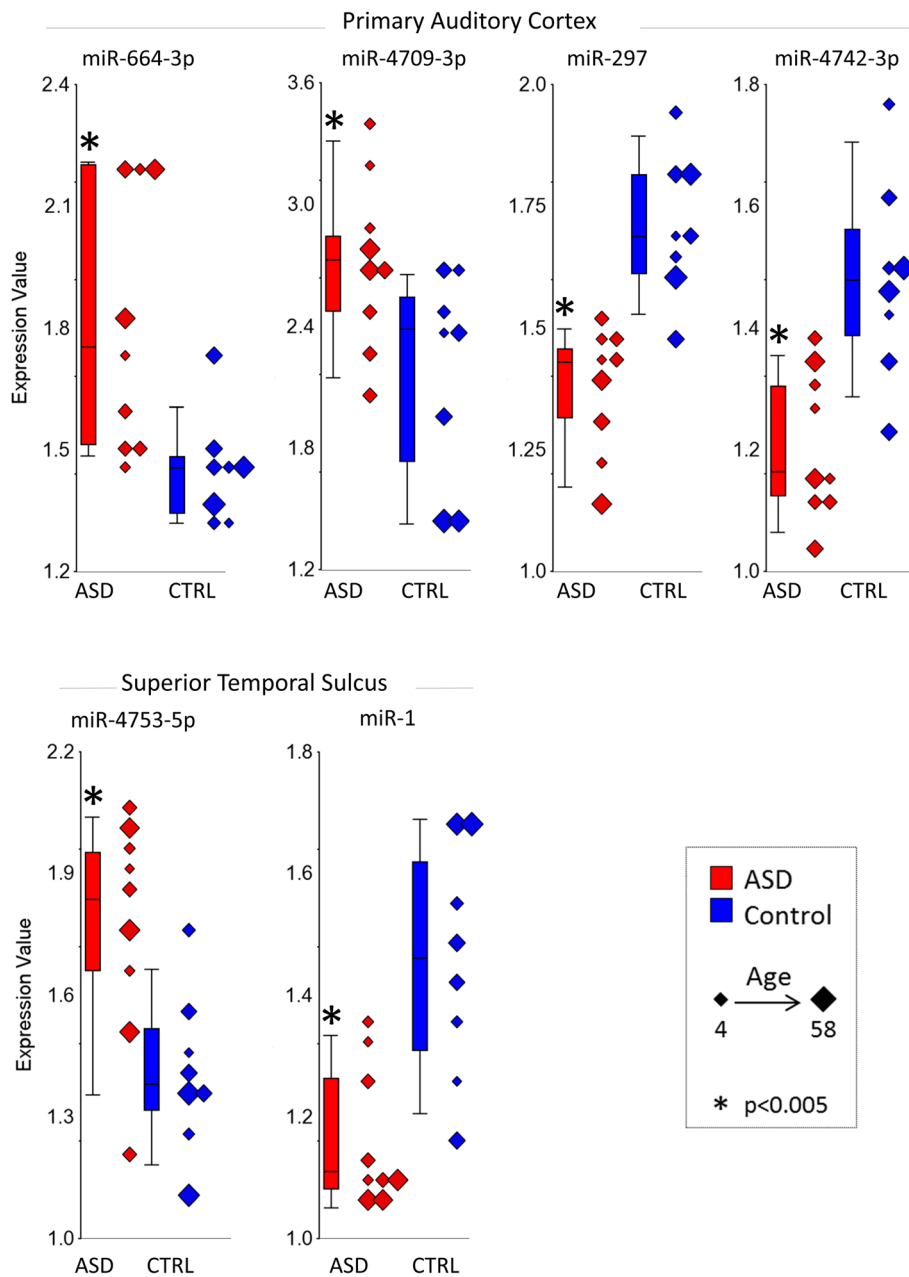 Primary Auditory Cortex
miR-664-3p miR-4709-3p miR-297 miR-4742-3p
2.4 3.6 2.0 1.8
*
2.1 3.0 1.75 1.6
Expression Value
1.8 2.4 1.5 1.4
1.5 1.8 1.25 1.2
1.2 1.2 1.0 1.0
ASD CTRL ASD CTRL ASD CTRL ASD CTRL
Superior Temporal Sulcus
miR-4753-5p miR-1
2.2 1.8
*
1.9 1.6
Expression Value
1.6 1.4
1.3 1.2
1.0 1.0
ASD CTRL ASD CTRL
ASD
Control
Age
4 58
* p<0.005